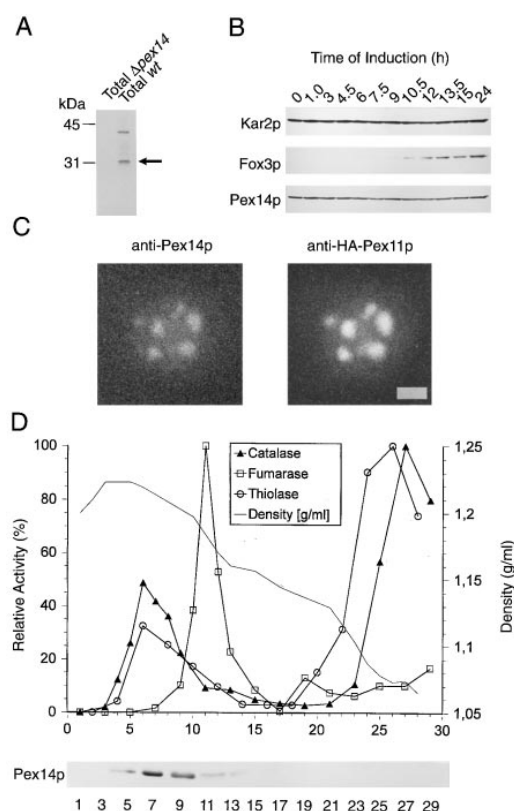 A
Total Δpex14
Total wt
kDa
45
31
B
Time of Induction (h)
0 1.0 3 4.5 6 7.5 9 10.5 12 13.5 15 24
Kar2p
Fox3p
Pex14p
C
anti-Pex14p anti-HA-Pex11p
D
Catalase
Fumarase
Thiolase
Density [g/ml]
Relative Activity (%)
100
80
60
40
20
0
1,25
1,2
1,15
1,1
1,05
Density (g/ml)
0 5 10 15 20 25 30
Pex14p
1 3 5 7 9 11 13 15 17 19 21 23 25 27 29